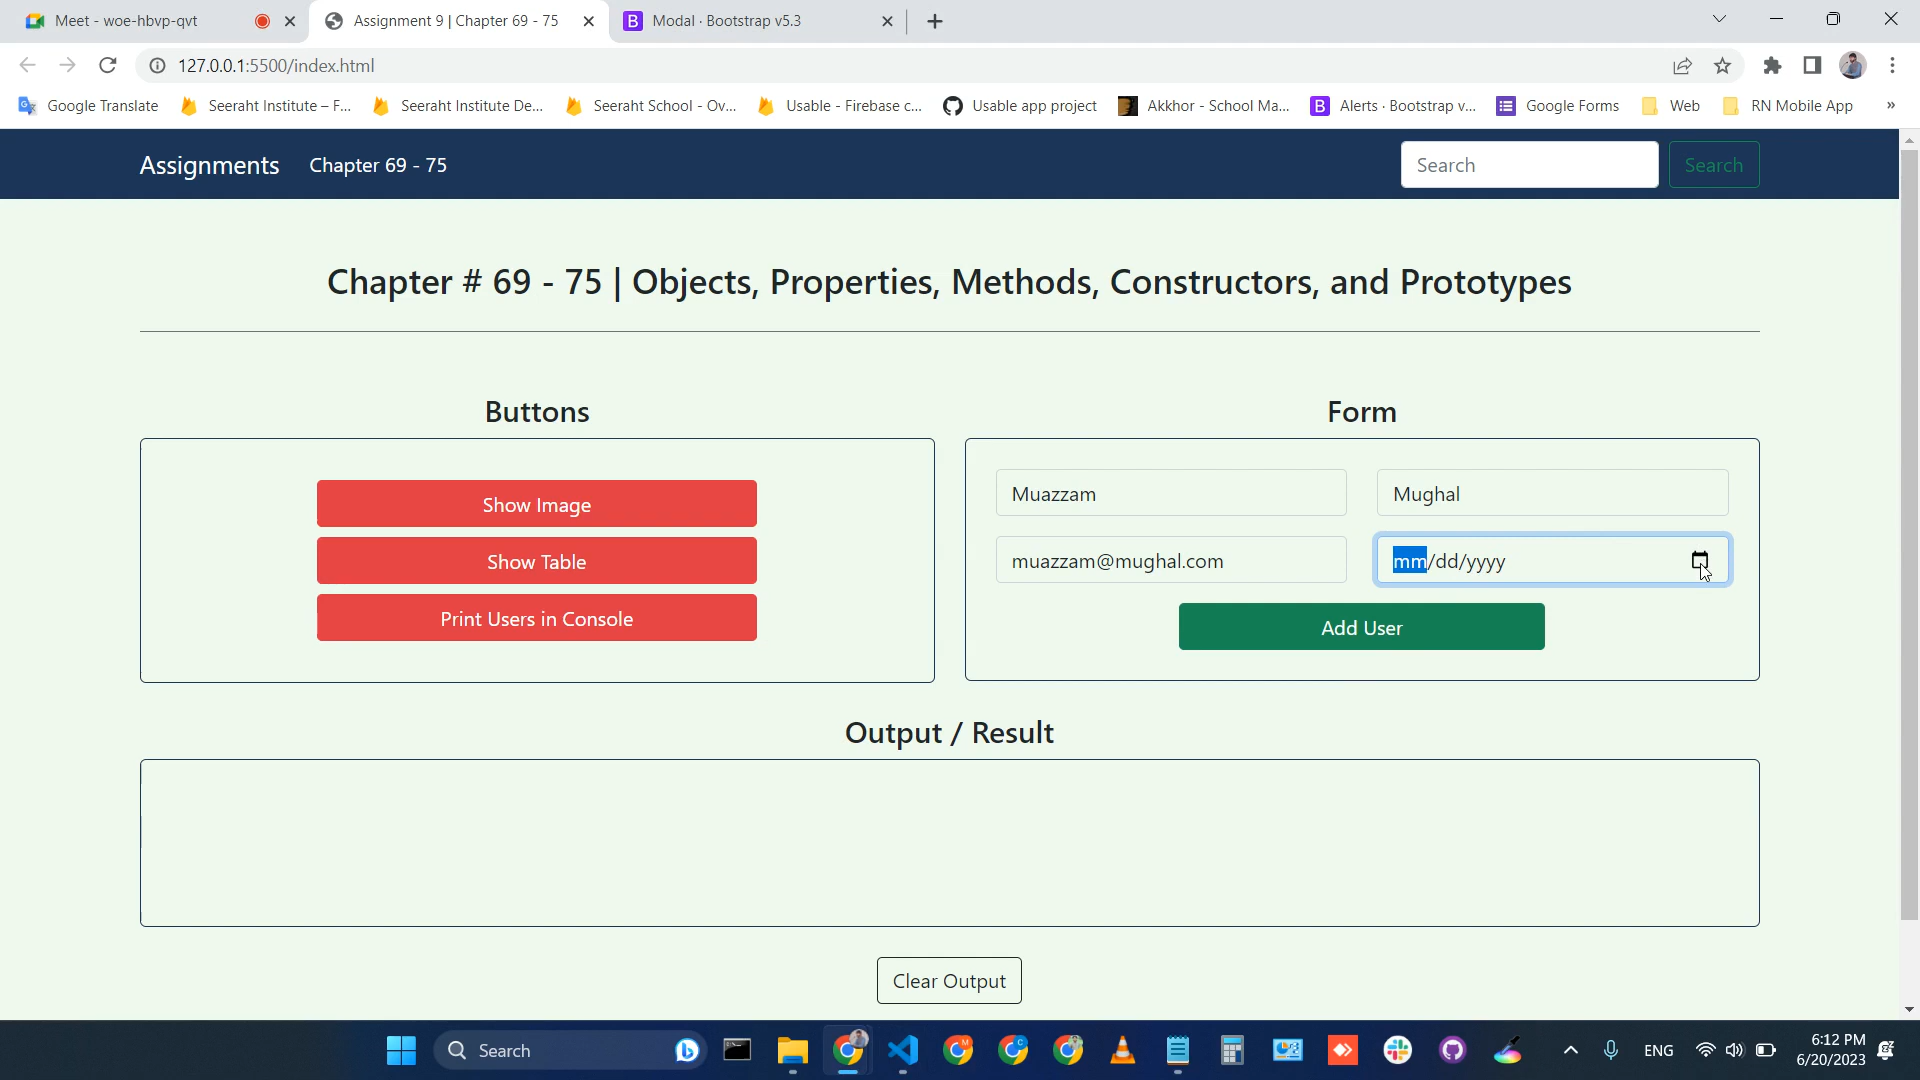 Meet - woe-hbvp-qvt
Assignment 9 | Chapter 69 - 75
Modal · Bootstrap v5.3
127.0.0.1:5500/index.html
Google Translate
Seeraht Institute – F...
Seeraht Institute De...
Seeraht School - Ov...
Usable - Firebase c...
Usable app project
Akkhor - School Ma...
Alerts · Bootstrap v...
Google Forms
Web
RN Mobile App
»
Assignments
Chapter 69 - 75
Search
Search
Chapter # 69 - 75 | Objects, Properties, Methods, Constructors, and Prototypes
Buttons
Show Image
Show Table
Print Users in Console
Form
Muazzam
Mughal
muazzam@mughal.com
mm/dd/yyyy
Add User
Output / Result
Clear Output
Search
ENG
6:12 PM
6/20/2023